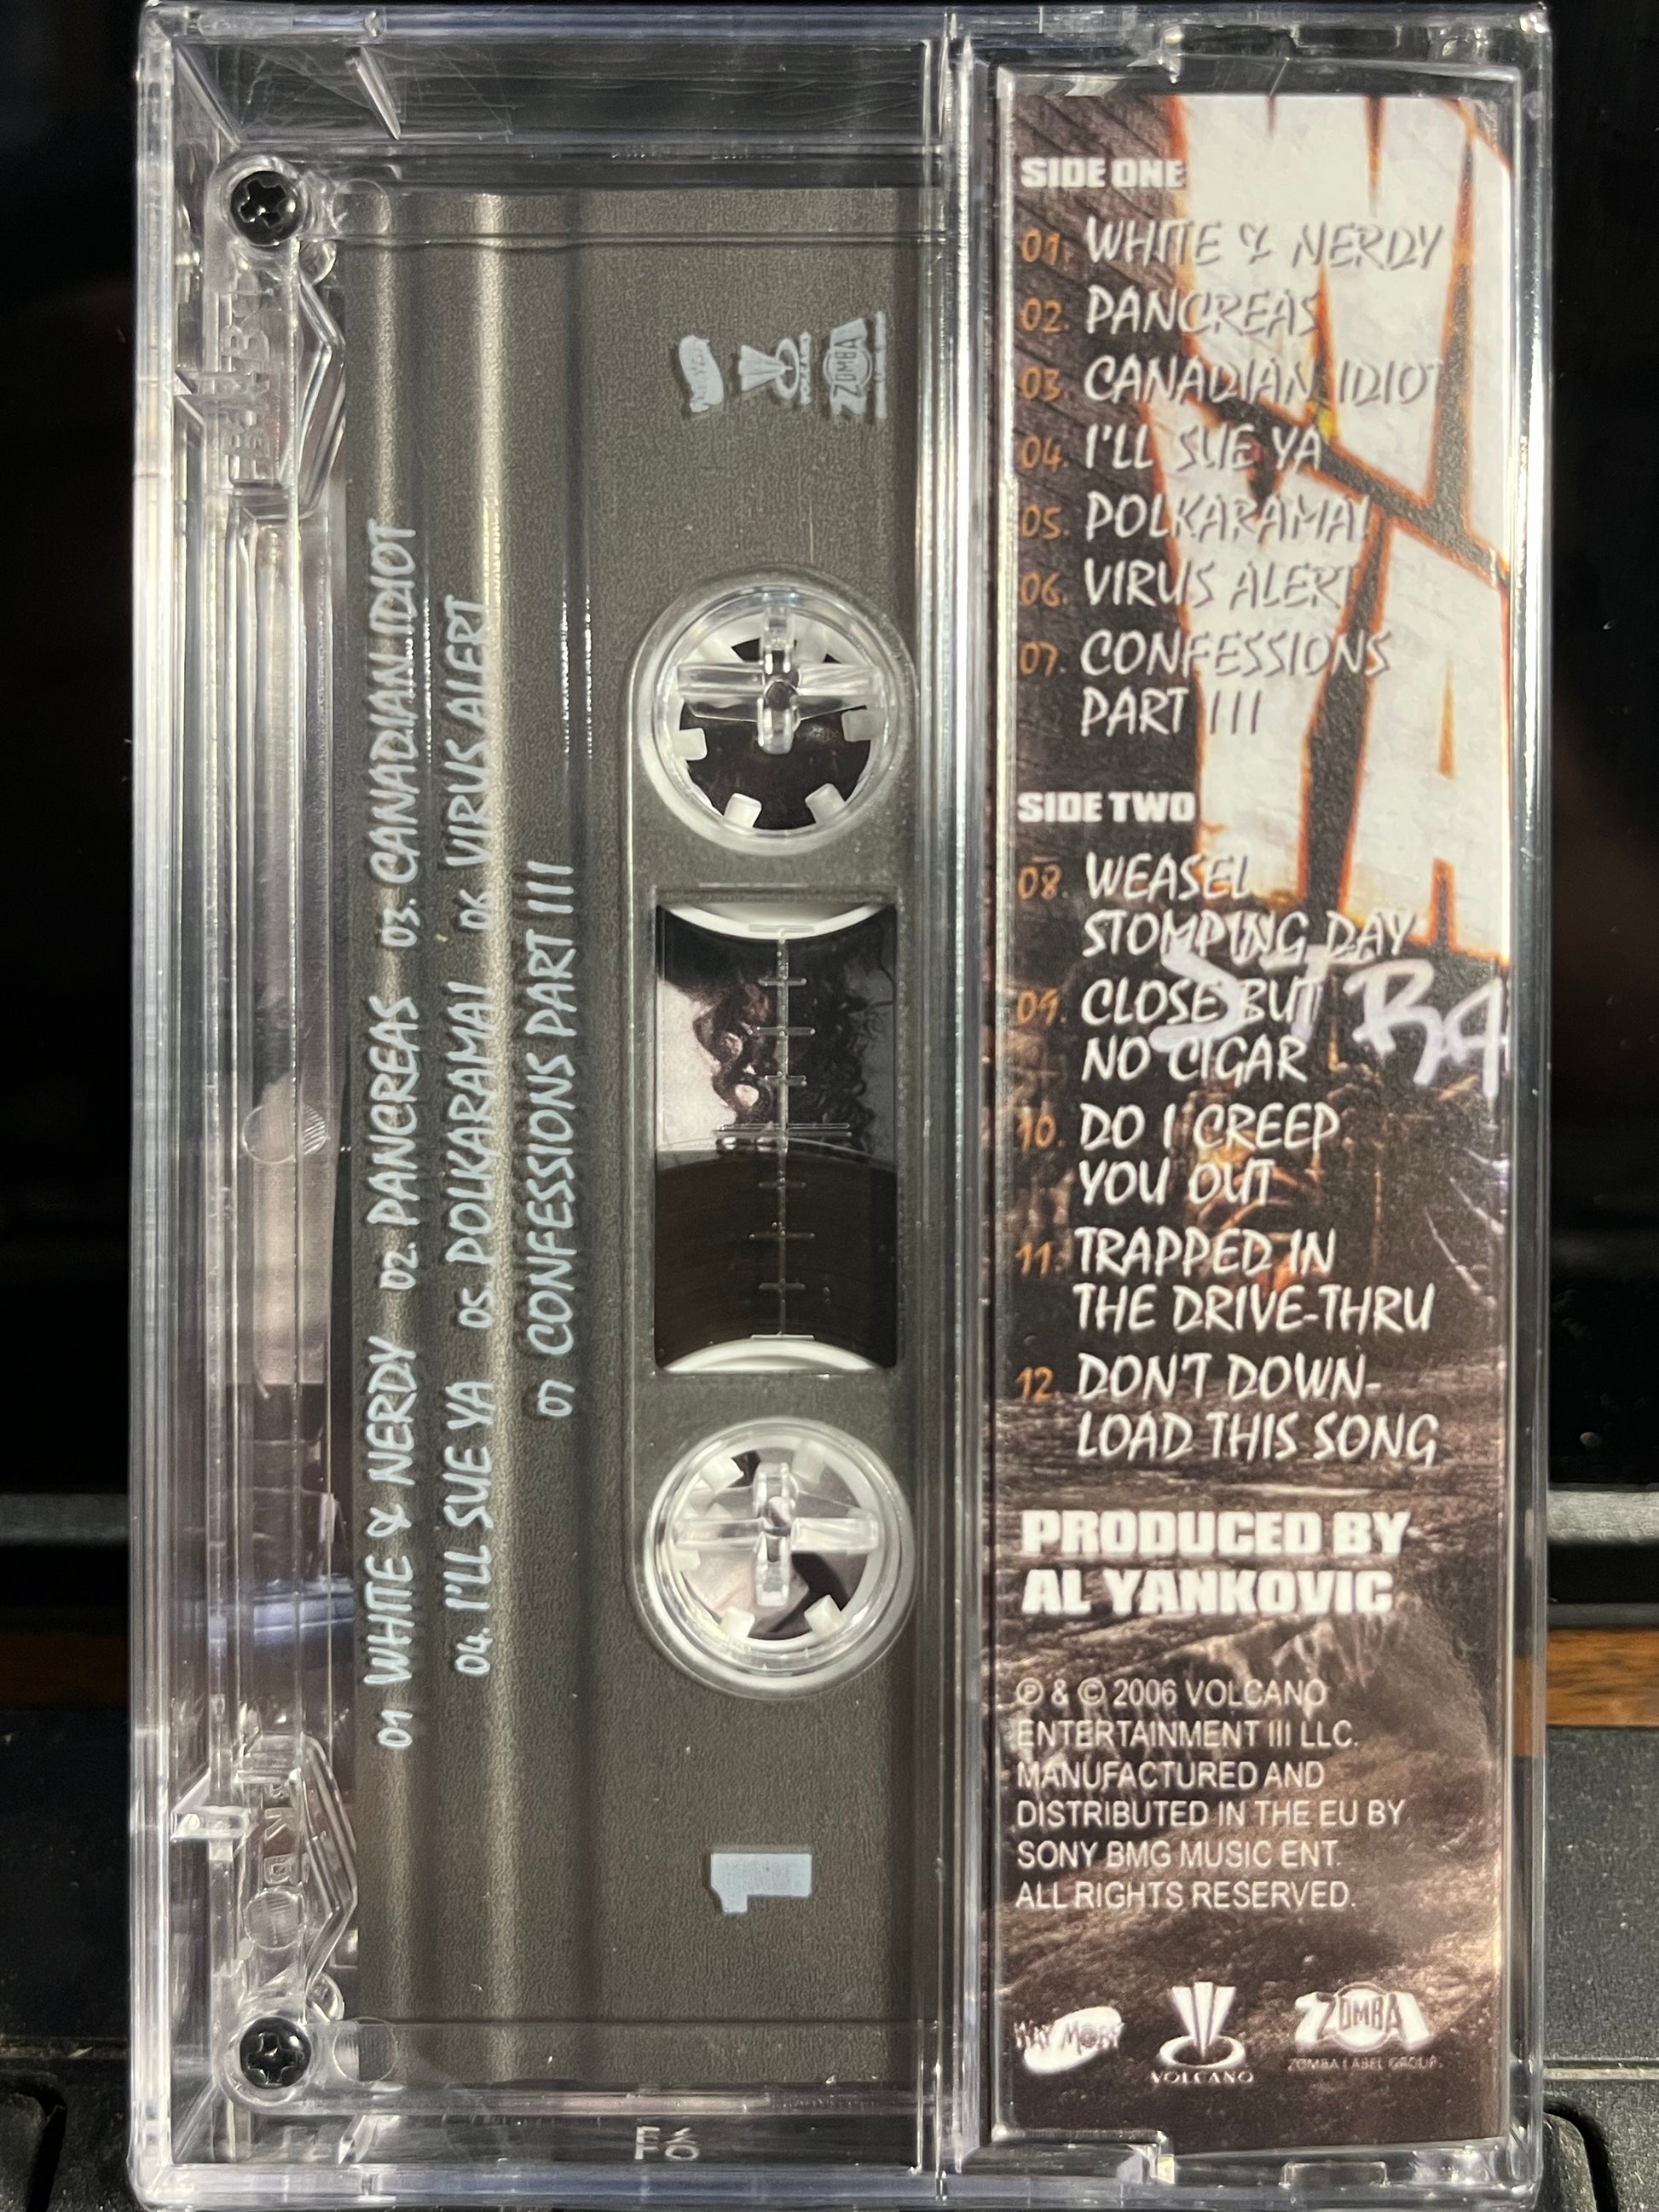 01 WHITE & NERDY 02. PANCREAS 03. CANADIAN IDIOT
04. I'LL SUE YA 05. POLKARAMA! 06 VIRUS ALERT
07 CONFESSIONS PART III
VOLCANO
ZOMBA
1
SIDE ONE
01. WHITE & NERDY
02. PANCREAS
03. CANADIAN IDIOT
04. I'LL SUE YA
05. POLKARAMA!
06. VIRUS ALERT
07. CONFESSIONS
PART III
SIDE TWO
08. WEASEL
STOMPING DAY
09. CLOSE BUT
NO CIGAR
10. DO I CREEP
YOU OUT
11. TRAPPED IN
THE DRIVE-THRU
12. DON'T DOWN-
LOAD THIS SONG
PRODUCED BY
AL YANKOVIC
℗ & © 2006 VOLCANO
ENTERTAINMENT III LLC.
MANUFACTURED AND
DISTRIBUTED IN THE EU BY
SONY BMG MUSIC ENT.
ALL RIGHTS RESERVED.
WAY MOBY
VOLCANO
ZOMBA
ZOMBA LABEL GROUP